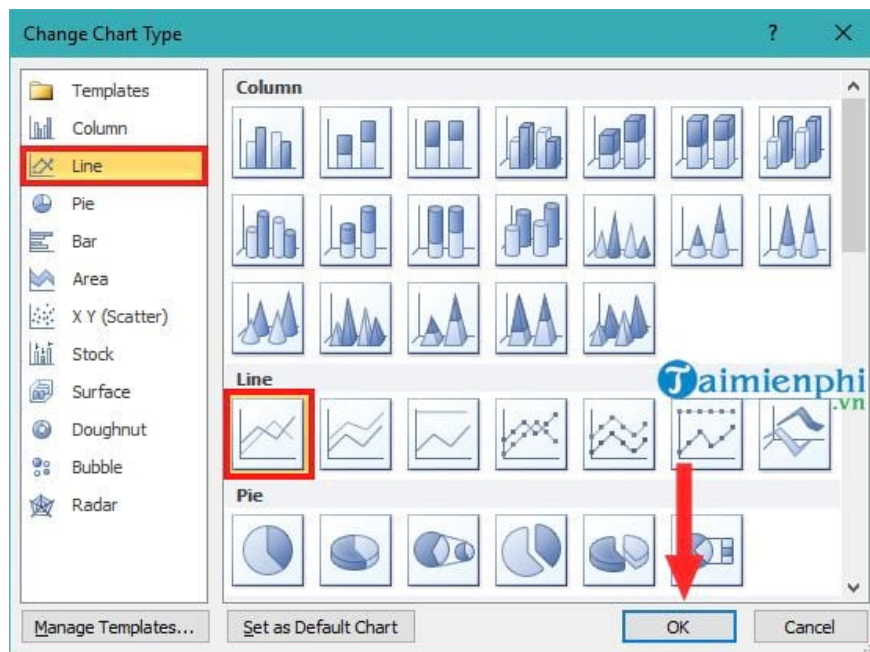 Change Chart Type
?
Templates
Column
Line
Pie
Bar
Area
X Y (Scatter)
Stock
Surface
Doughnut
Bubble
Radar
Column
Line
Taimienphi
.vn
Pie
Manage Templates...
Set as Default Chart
OK
Cancel